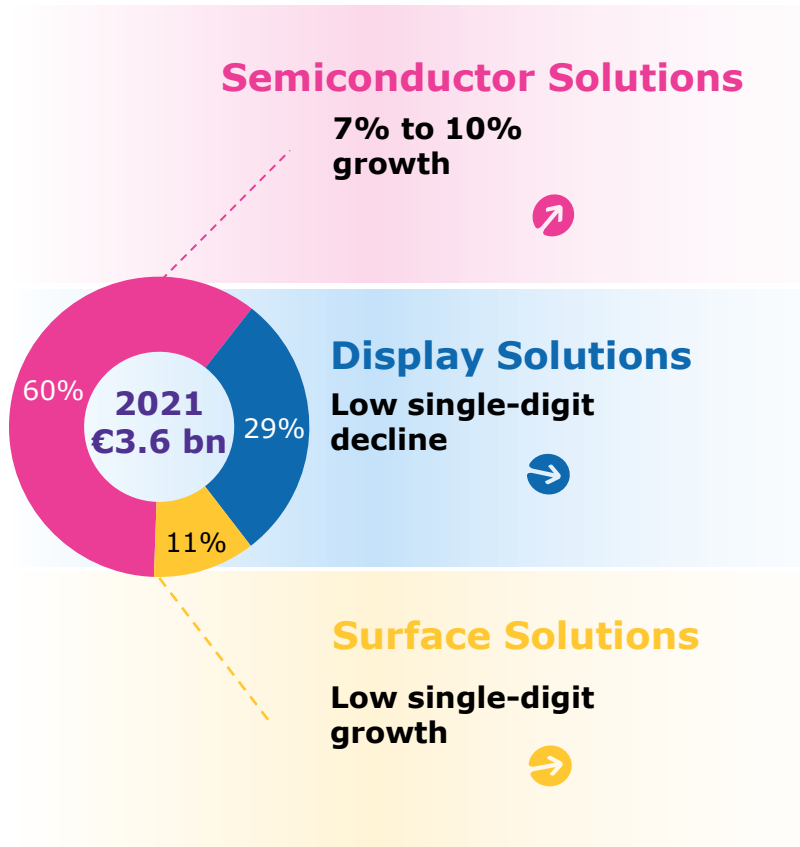 Semiconductor Solutions
7% to 10%
growth
60%
2021
€3.6 bn
29%
11%
Display Solutions
Low single-digit
decline
Surface Solutions
Low single-digit
growth